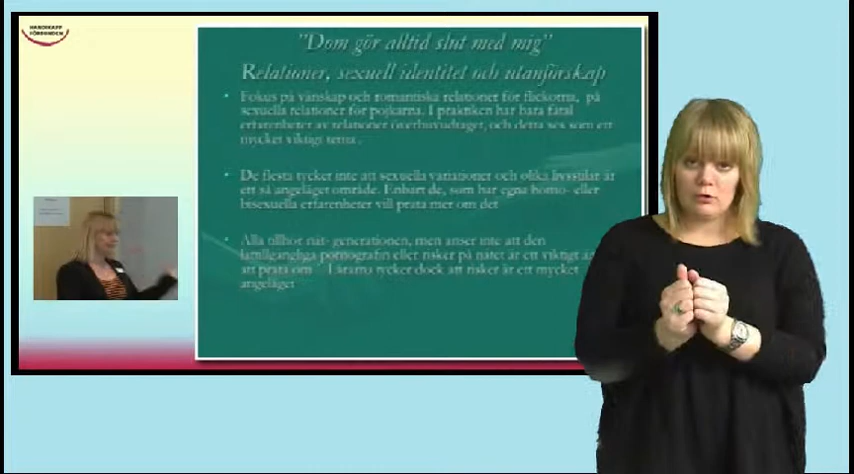 HANDIKAPP
FÖRBUNDEN
"Dom gör alltid slut med mig"
Relationer, sexuell identitet och utanförskap
• Fokus på vänskap och romantiska relationer för flickorna, på
sexuella relationer för pojkarna. I praktiken har bara fåtal
erfarenheter av relationer överhuvudtaget, och detta ses som ett
mycket viktigt tema.
• De flesta tycker inte att sexuella variationer och olika livsstilar är
ett så angeläget område. Enbart de, som har egna homo- eller
bisexuella erfarenheter vill prata mer om det
• Alla tillhör nät- generationen, men anser inte att den
lättillgängliga pornografin eller risker på nätet är ett viktigt
att prata om Lärarna tycker dock att risker är ett mycket
angeläget